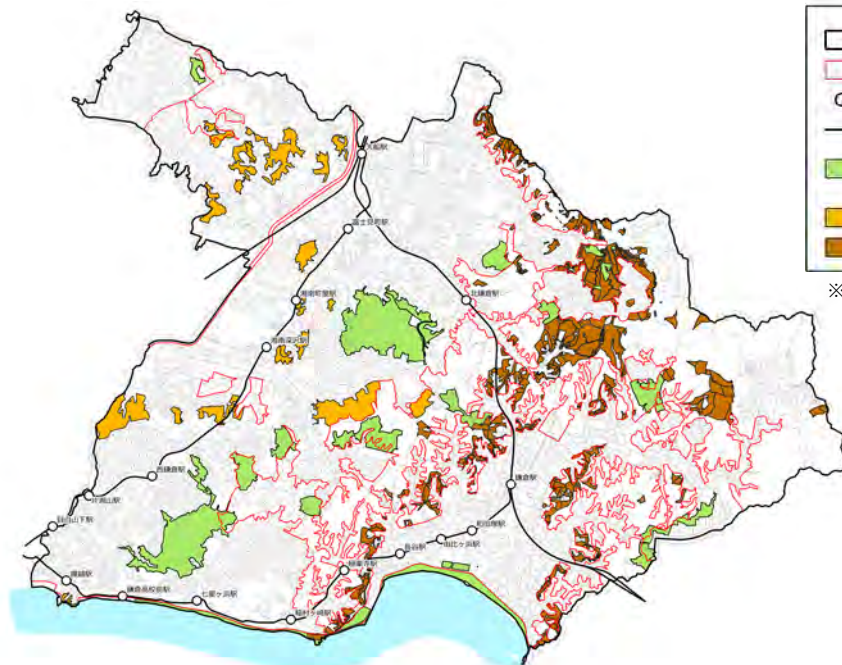 大船駅
富士見町駅
湘南町屋駅
北鎌倉駅
湘南深沢駅
西鎌倉駅
鎌倉駅
片瀬山駅
目白山下駅
和田塚駅
由比ヶ浜駅
長谷駅
極楽寺駅
腰越駅
鎌倉高校前駅
七里ヶ浜駅
稲村ヶ崎駅
※